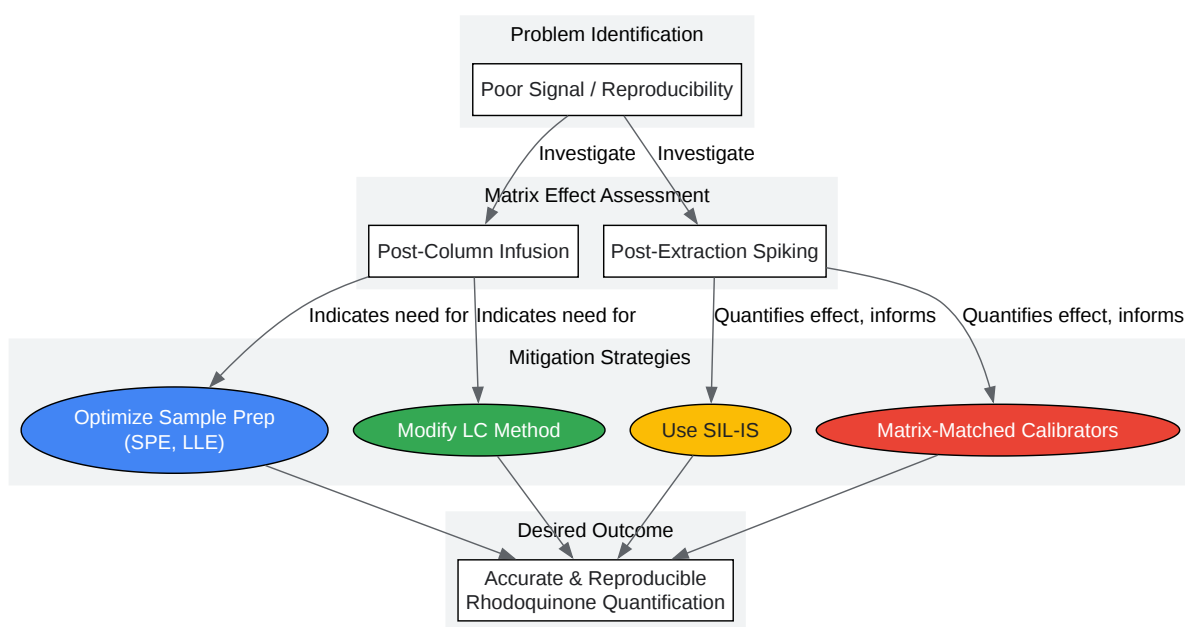 Problem Identification
Poor Signal / Reproducibility
Investigate
Investigate
Matrix Effect Assessment
Post-Column Infusion
Post-Extraction Spiking
Indicates need for
Indicates need for
Quantifies effect, informs
Quantifies effect, informs
Mitigation Strategies
Optimize Sample Prep
(SPE, LLE)
Modify LC Method
Use SIL-IS
Matrix-Matched Calibrators
Desired Outcome
Accurate & Reproducible
Rhodoquinone Quantification